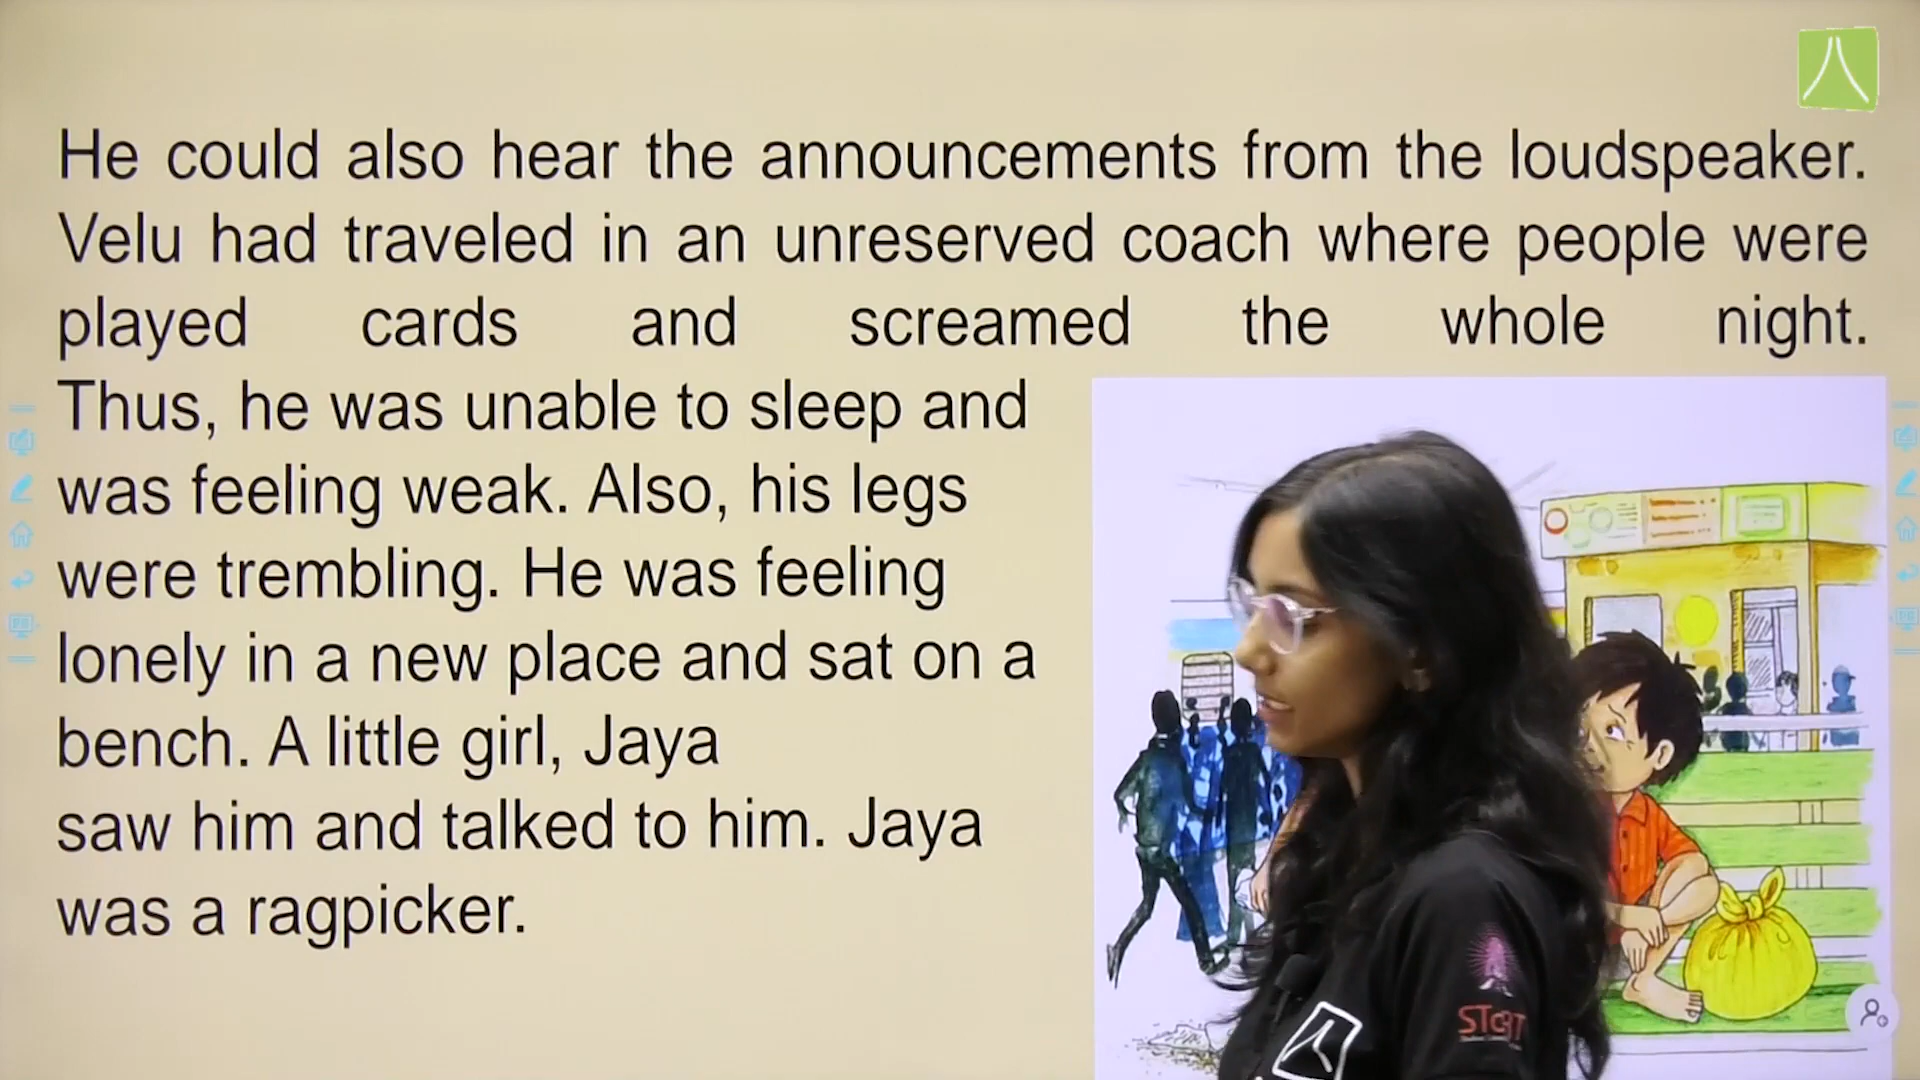 He could also hear the announcements from the loudspeaker.
Velu had traveled in an unreserved coach where people were
played cards and screamed the whole night.
Thus, he was unable to sleep and
was feeling weak. Also, his legs
were trembling. He was feeling
lonely in a new place and sat on a
bench. A little girl, Jaya
saw him and talked to him. Jaya
was a ragpicker.